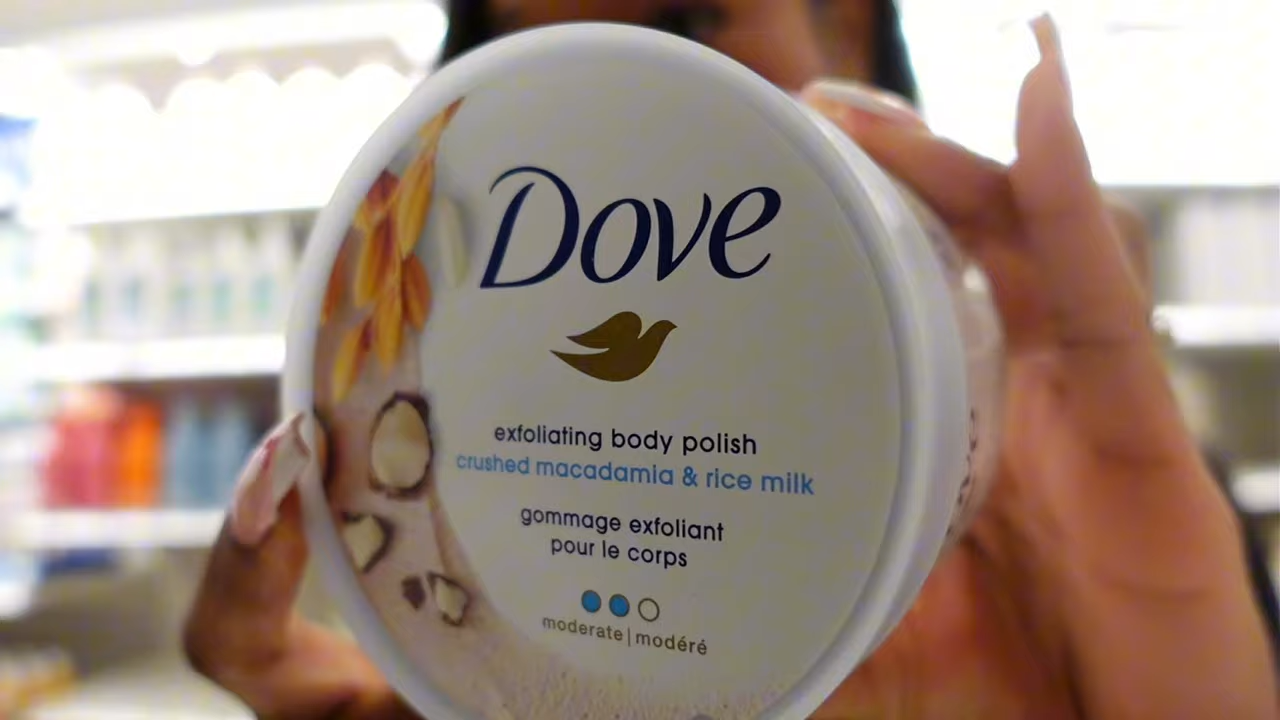 Dove
exfoliating body polish
crushed macadamia & rice milk
gommage exfoliant
pour le corps
moderate | modéré